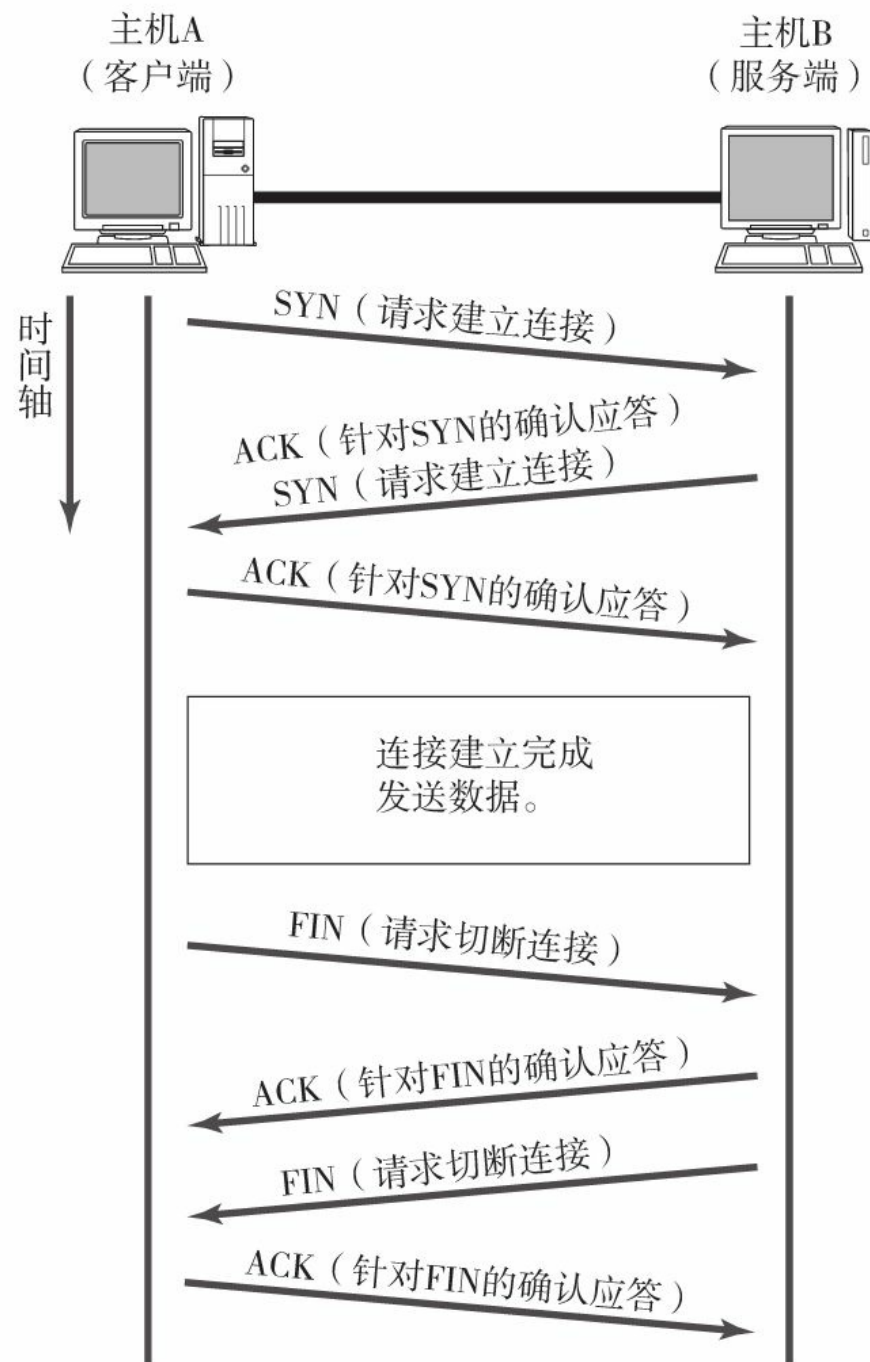 主机A
（客户端）
主机B
（服务端）
时间轴
SYN（请求建立连接）
ACK（针对SYN的确认应答）
SYN（请求建立连接）
ACK（针对SYN的确认应答）
连接建立完成
发送数据。
FIN（请求切断连接）
ACK（针对FIN的确认应答）
FIN（请求切断连接）
ACK（针对FIN的确认应答）